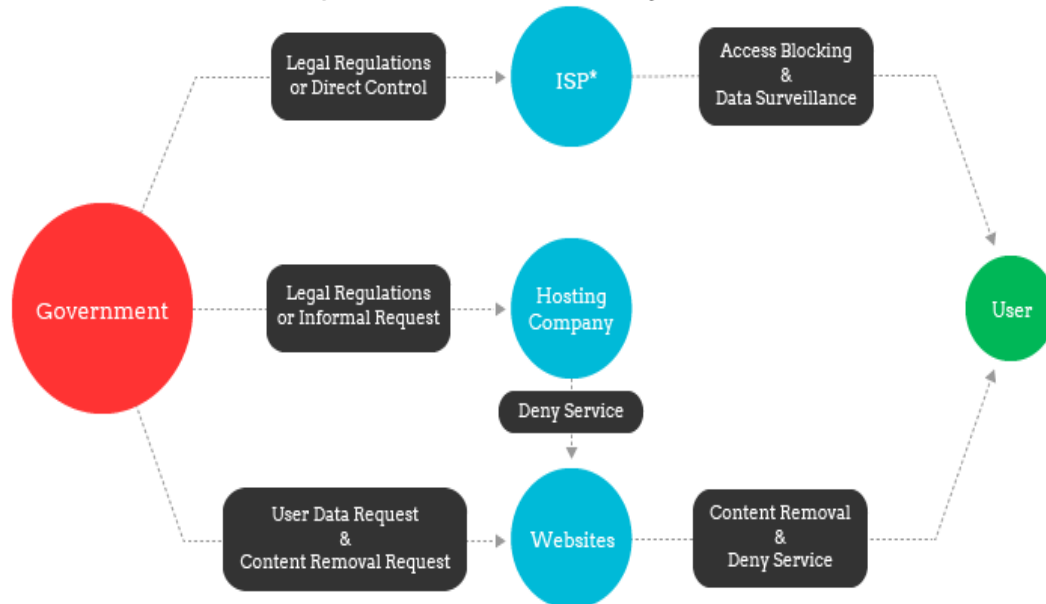 Legal Regulations
or Direct Control
ISP*
Access Blocking
&
Data Surveillance
Government
Legal Regulations
or Informal Request
Hosting
Company
User
Deny Service
User Data Request
&
Content Removal Request
Websites
Content Removal
&
Deny Service